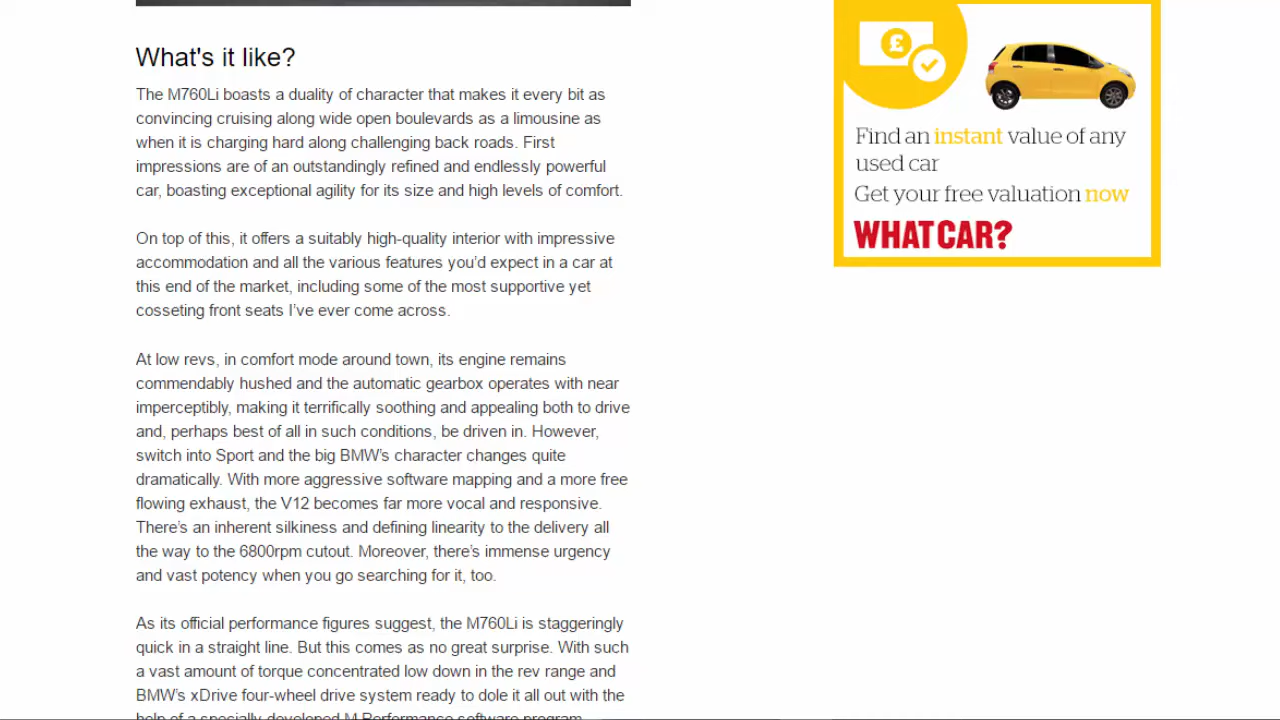 What's it like?
The M760Li boasts a duality of character that makes it every bit as
convincing cruising along wide open boulevards as a limousine as
when it is charging hard along challenging back roads. First
impressions are of an outstandingly refined and endlessly powerful
car, boasting exceptional agility for its size and high levels of comfort.
On top of this, it offers a suitably high-quality interior with impressive
accommodation and all the various features you’d expect in a car at
this end of the market, including some of the most supportive yet
cosseting front seats I’ve ever come across.
At low revs, in comfort mode around town, its engine remains
commendably hushed and the automatic gearbox operates with near
imperceptibly, making it terrifically soothing and appealing both to drive
and, perhaps best of all in such conditions, be driven in. However,
switch into Sport and the big BMW’s character changes quite
dramatically. With more aggressive software mapping and a more free
flowing exhaust, the V12 becomes far more vocal and responsive.
There’s an inherent silkiness and defining linearity to the delivery all
the way to the 6800rpm cutout. Moreover, there’s immense urgency
and vast potency when you go searching for it, too.
As its official performance figures suggest, the M760Li is staggeringly
quick in a straight line. But this comes as no great surprise. With such
a vast amount of torque concentrated low down in the rev range and
BMW’s xDrive four-wheel drive system ready to dole it all out with the
help of a specially developed M Performance software program,
£
Find an instant value of any
used car
Get your free valuation now
WHATCAR?